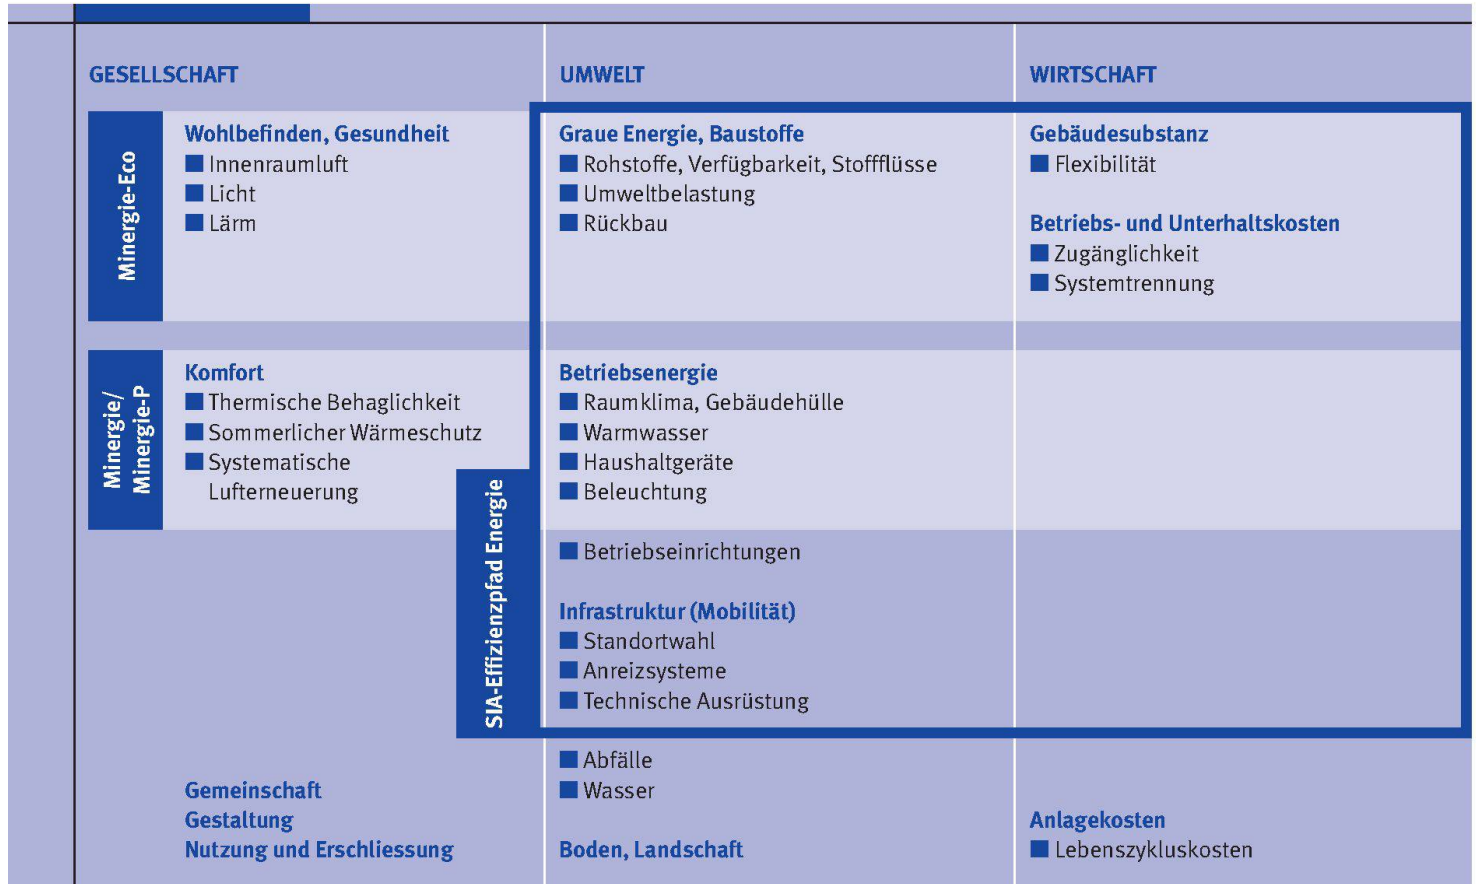 GESELLSCHAFT
UMWELT
WIRTSCHAFT
Minergie-Eco
Wohlbefinden, Gesundheit
Innenraumluft
Licht
Lärm
Graue Energie, Baustoffe
Rohstoffe, Verfügbarkeit, Stoffflüsse
Umweltbelastung
Rückbau
Gebäudesubstanz
Flexibilität
Betriebs- und Unterhaltskosten
Zugänglichkeit
Systemtrennung
Minergie/
Minergie-P
Komfort
Thermische Behaglichkeit
Sommerlicher Wärmeschutz
Systematische
Lufterneuerung
Betriebsenergie
Raumklima, Gebäudehülle
Warmwasser
Haushaltgeräte
Beleuchtung
SIA-Effizienzpfad Energie
Betriebseinrichtungen
Infrastruktur (Mobilität)
Standortwahl
Anreizsysteme
Technische Ausrüstung
Gemeinschaft
Gestaltung
Nutzung und Erschliessung
Abfälle
Wasser
Boden, Landschaft
Anlagekosten
Lebenszykluskosten